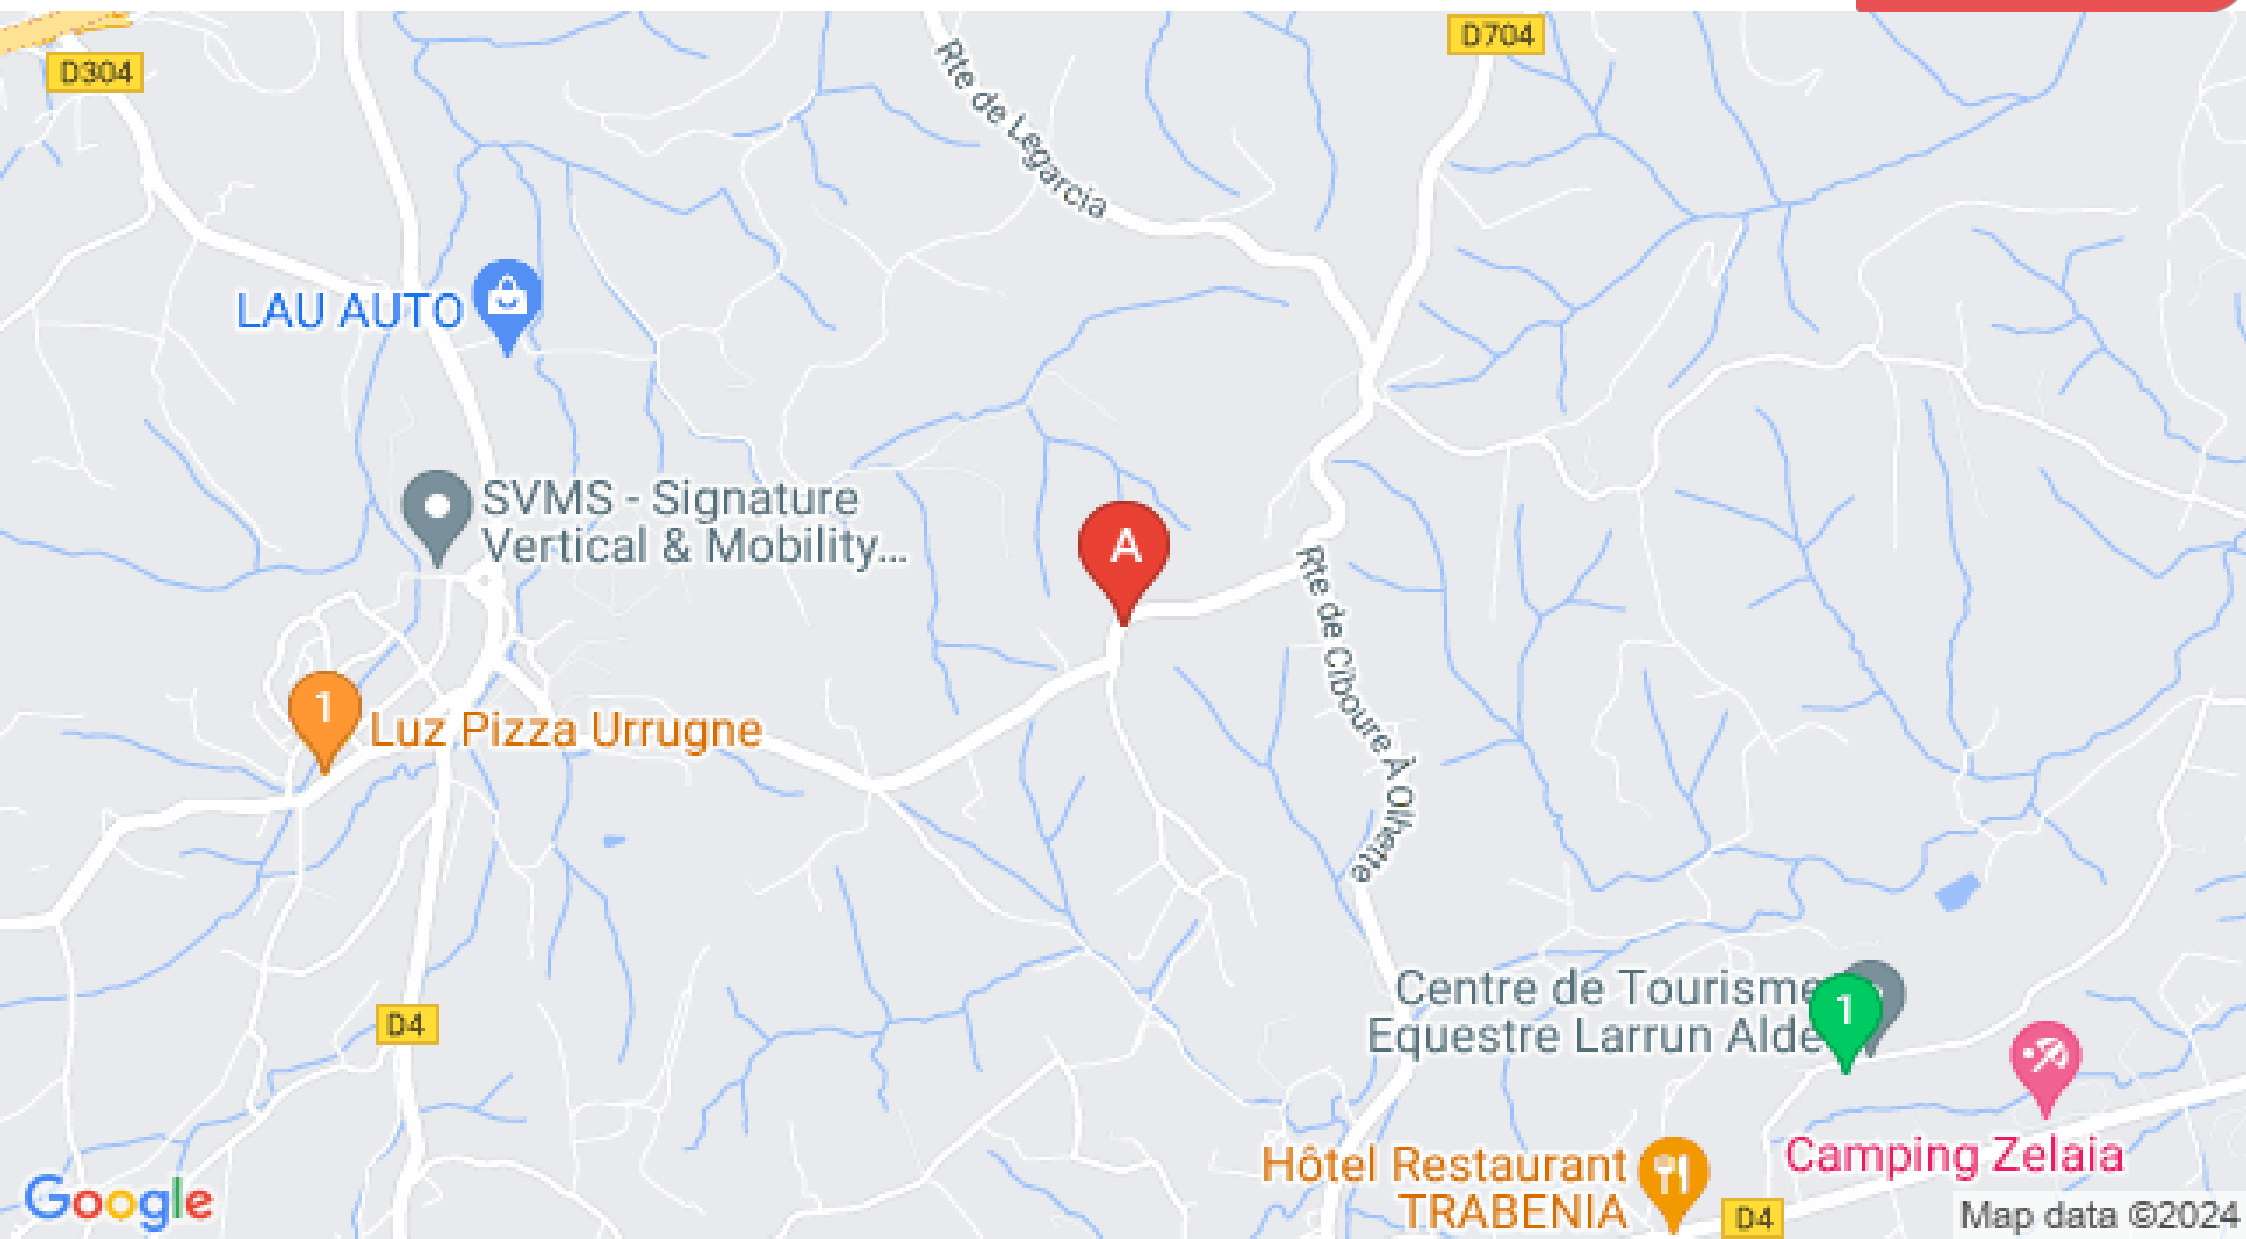 D304
D704
Rte de Legarcia
LAU AUTO
SVMS - Signature
Vertical & Mobility...
A
Rte de Ciboure À Olhette
1
Luz Pizza Urrugne
Centre de Tourisme
Equestre Larrun Alde
1
D4
Hôtel Restaurant
TRABENIA
Camping Zelaia
D4
Google
Map data ©2024